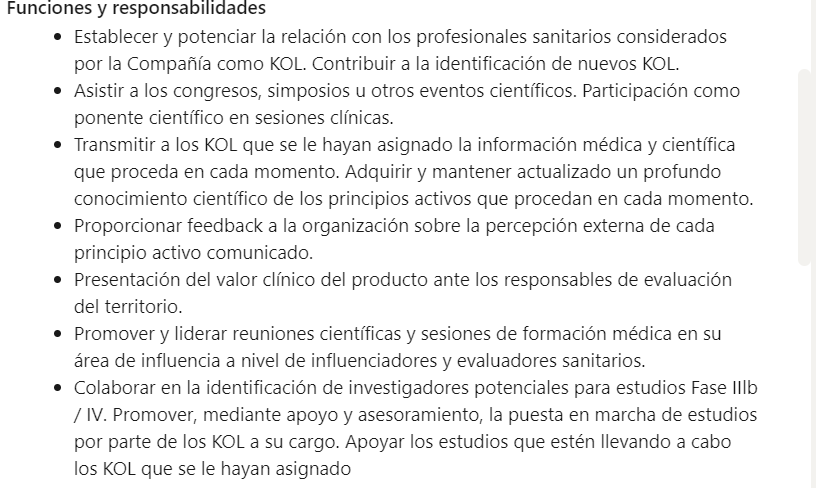 Funciones y responsabilidades
• Establecer y potenciar la relación con los profesionales sanitarios considerados
por la Compañía como KOL. Contribuir a la identificación de nuevos KOL.
• Asistir a los congresos, simposios u otros eventos científicos. Participación como
ponente científico en sesiones clínicas.
• Transmitir a los KOL que se le hayan asignado la información médica y científica
que proceda en cada momento. Adquirir y mantener actualizado un profundo
conocimiento científico de los principios activos que procedan en cada momento.
• Proporcionar feedback a la organización sobre la percepción externa de cada
principio activo comunicado.
• Presentación del valor clínico del producto ante los responsables de evaluación
del territorio.
• Promover y liderar reuniones científicas y sesiones de formación médica en su
área de influencia a nivel de influenciadores y evaluadores sanitarios.
• Colaborar en la identificación de investigadores potenciales para estudios Fase IIIb
/ IV. Promover, mediante apoyo y asesoramiento, la puesta en marcha de estudios
por parte de los KOL a su cargo. Apoyar los estudios que estén llevando a cabo
los KOL que se le hayan asignado